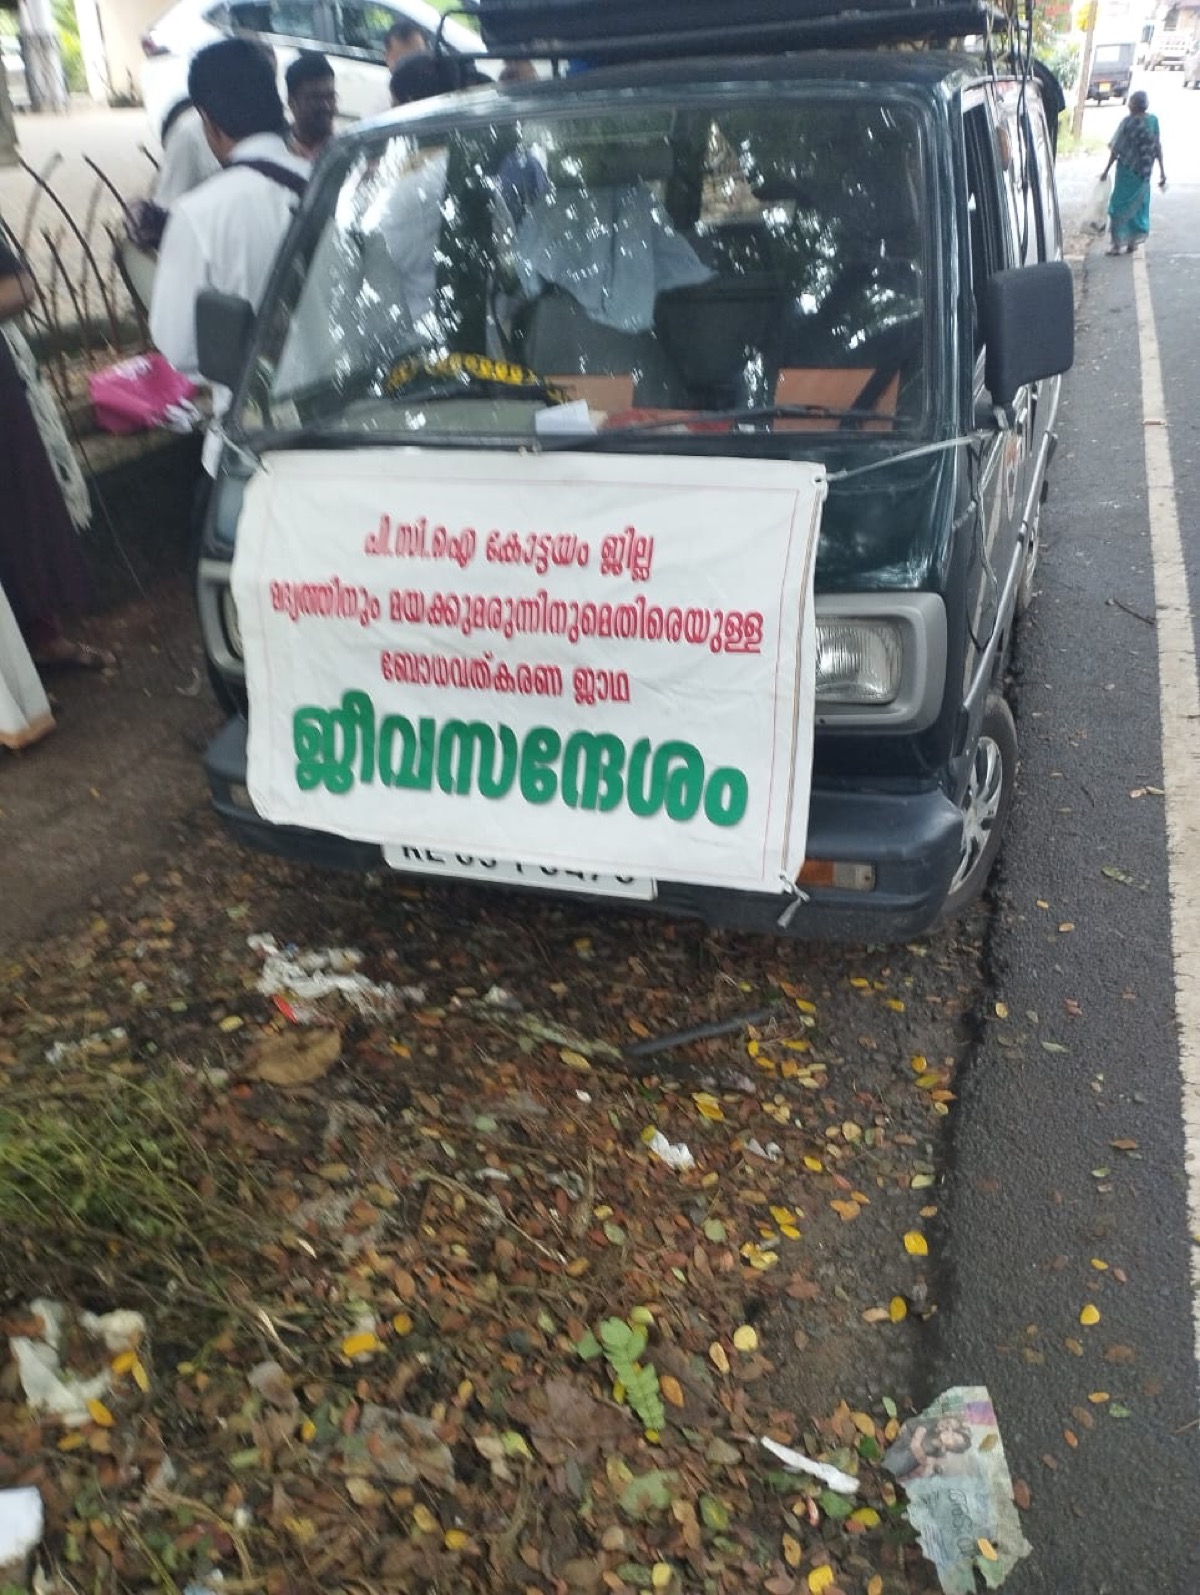 പി.സി.ഐ കോട്ടയം ജില്ല
മദ്യത്തിനും മയക്കുമരുന്നിനുമെതിരെയുള്ള
ബോധവത്കരണ ജാഥ
ജീവസന്ദേശം